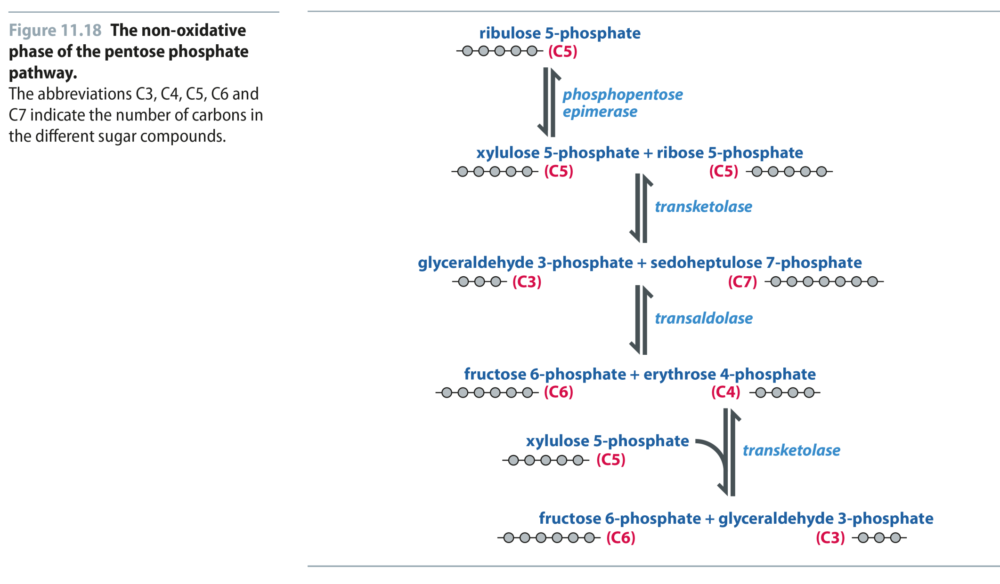 Figure 11.18 The non-oxidative
phase of the pentose phosphate
pathway.
The abbreviations C3, C4, C5, C6 and
C7 indicate the number of carbons in
the different sugar compounds.
ribulose 5-phosphate
(C5)
phosphopentose
epimerase
xylulose 5-phosphate + ribose 5-phosphate
(C5) (C5)
transketolase
glyceraldehyde 3-phosphate + sedoheptulose 7-phosphate
(C3) (C7)
transaldolase
fructose 6-phosphate + erythrose 4-phosphate
(C6) (C4)
xylulose 5-phosphate
(C5)
transketolase
fructose 6-phosphate + glyceraldehyde 3-phosphate
(C6) (C3)